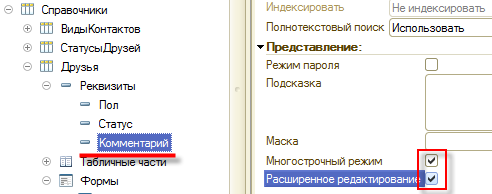 Справочники
ВидыКонтактов
СтатусыДрузей
Друзья
Реквизиты
Пол
Статус
Комментарий
Табличные части
Формы
Индексировать Не индексировать
Полнотекстовый поиск Использовать
Представление:
Режим пароля
Подсказка
Маска
Многострочный режим
Расширенное редактирование